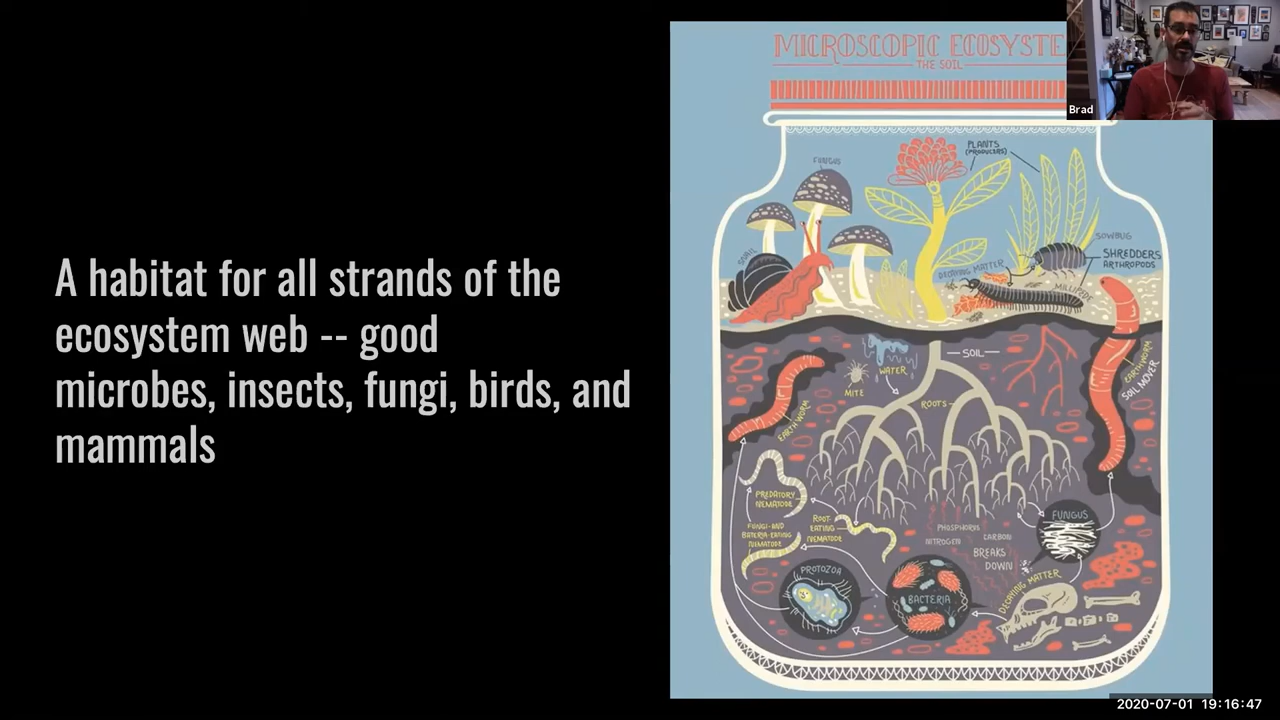 A habitat for all strands of the
ecosystem web -- good
microbes, insects, fungi, birds, and
mammals
MICROSCOPIC ECOSYSTE
THE SOIL
Brad
FUNGUS
PLANTS
(PRODUCERS)
SNAIL
SOWBUG
SHREDDERS
ARTHROPODS
DECAYING MATTER
MILLIPEDE
SOIL
WATER
MITE
ROOTS
EARTHWORM
EARTHWORM
SOIL MOVER
PREDATORY
NEMATODE
ROOT-
EATING
NEMATODE
FUNGI-AND
BACTERIA-EATING
NEMATODE
PHOSPHORUS
NITROGEN
CARBON
BREAKS
DOWN
FUNGUS
PROTOZOA
BACTERIA
DECAYING MATTER
2020-07-01 19:16:47